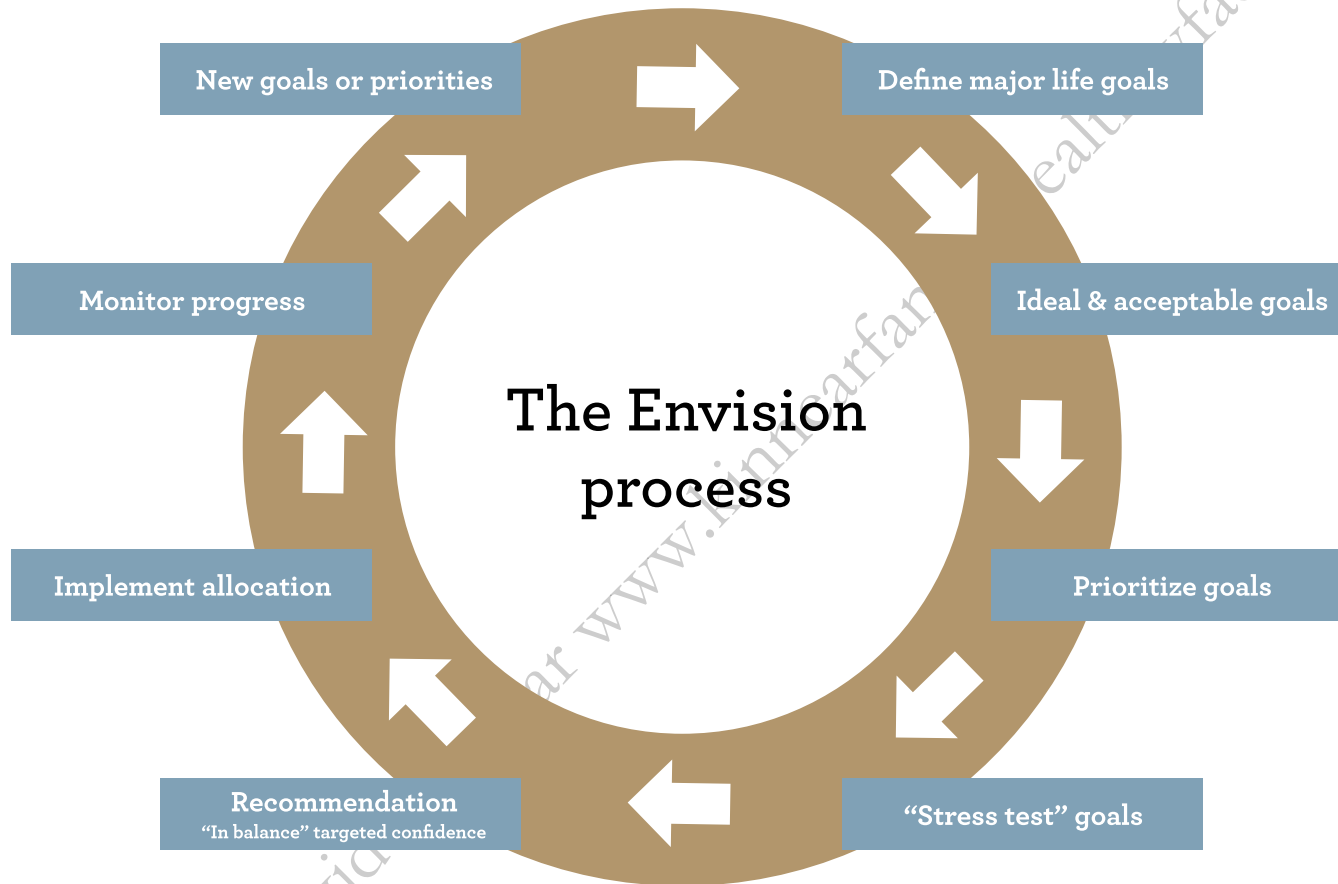 New goals or priorities
Define major life goals
Monitor progress
Ideal & acceptable goals
The Envision
process
Implement allocation
Prioritize goals
Recommendation
“In balance” targeted confidence
“Stress test” goals